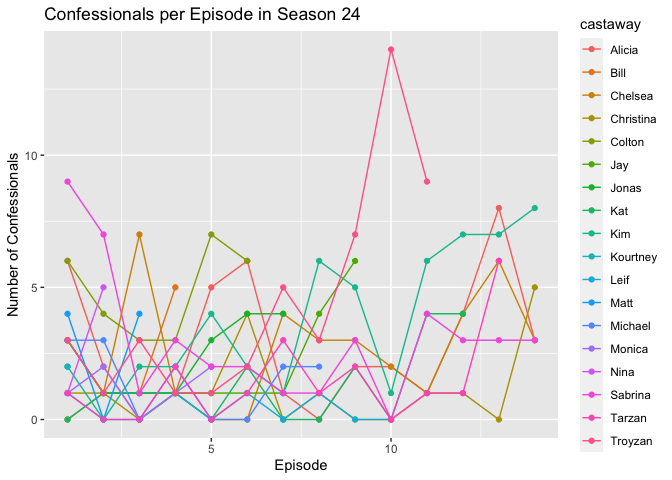 Confessionals per Episode in Season 24
castaway
Alicia
Bill
Chelsea
Christina
Colton
Jay
Jonas
Kat
Kim
Kourtney
Leif
Matt
Michael
Monica
Nina
Sabrina
Tarzan
Troyzan
Number of Confessionals
10
5
0
5
10
Episode